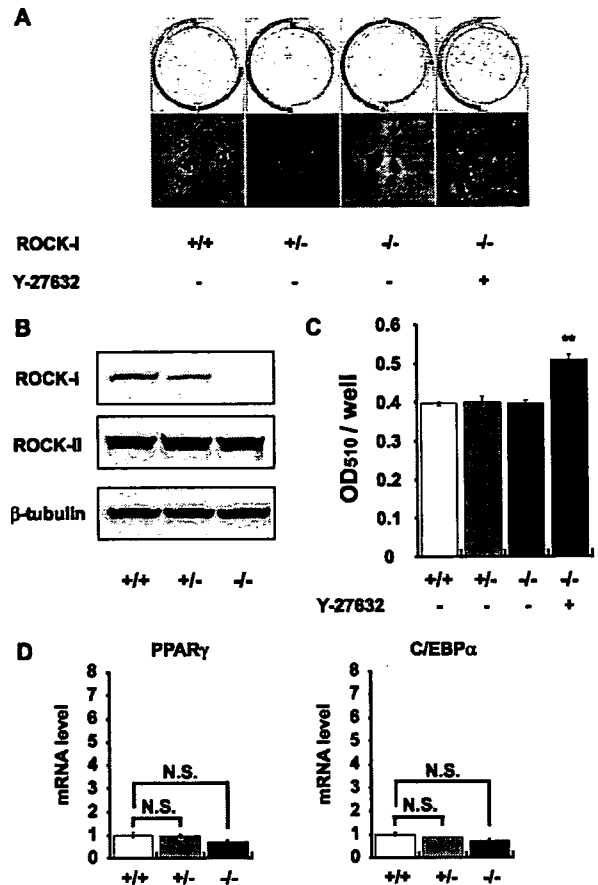 A
ROCK-I +/+ +/- -/- -/-
Y-27632 - - - +
B
ROCK-I
ROCK-II
β-tubulin
+/+ +/- -/-
C
0.6
**
0.5
0.4
0.3
0.2
0.1
0
OD510 / well
+/+ +/- -/- -/-
Y-27632 - - - +
D
PPARγ
8
7
6
5
4
3
2
1
0
mRNA level
N.S.
N.S.
+/+ +/- -/-
C/EBPα
8
7
6
5
4
3
2
1
0
mRNA level
N.S.
N.S.
+/+ +/- -/-